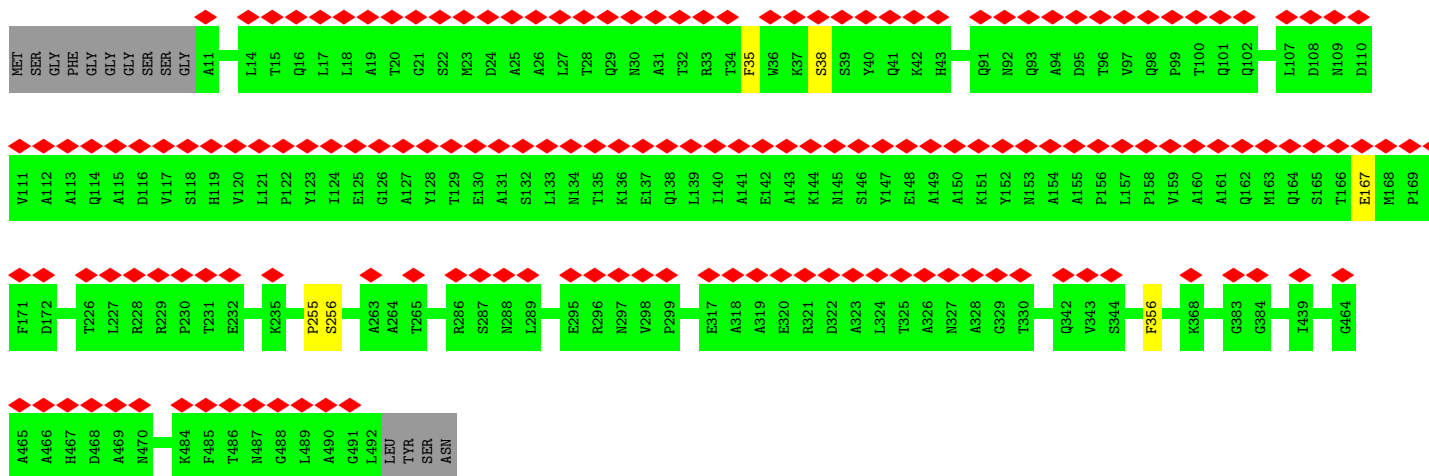 MET SER GLY PHE GLY GLY GLY SER SER GLY A11 L14 T15 Q16 L17 L18 A19 T20 G21 S22 M23 D24 A25 A26 L27 T28 Q29 N30 A31 T32 R33 T34 F35 W36 K37 S38 S39 Y40 Q41 K42 H43 Q91 N92 Q93 A94 D95 T96 V97 Q98 P99 T100 Q101 Q102 L107 D108 N109 D110
V111 A112 A113 Q114 A115 D116 V117 S118 H119 V120 L121 P122 Y123 I124 E125 G126 A127 Y128 T129 E130 A131 S132 L133 N134 T135 K136 E137 Q138 L139 I140 A141 E142 A143 K144 N145 S146 Y147 E148 A149 A150 K151 Y152 N153 A154 A155 P156 L157 P158 V159 A160 A161 Q162 M163 Q164 S165 T166 E167 M168 P169
F171 D172 T226 L227 R228 R229 P230 T231 E232 K235 P255 S256 A263 A264 T265 R286 S287 N288 L289 E295 R296 N297 V298 P299 E317 A318 A319 E320 R321 D322 A323 L324 T325 A326 N327 A328 G329 T330 Q342 V343 S344 F356 K368 G383 G384 I439 G464
A465 A466 H467 D468 A469 N470 K484 F485 T486 N487 G488 L489 A490 G491 L492 LEU TYR SER ASN